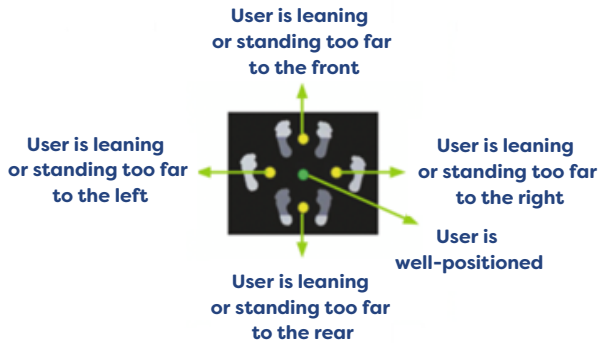 User is leaning
or standing too far
to the front
User is leaning
or standing too far
to the left
User is leaning
or standing too far
to the right
User is
well-positioned
User is leaning
or standing too far
to the rear